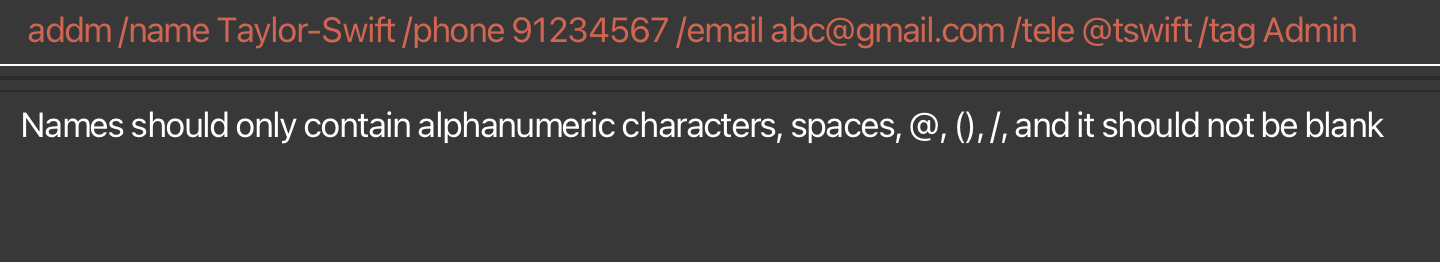 addm /name Taylor-Swift /phone 91234567 /email abc@gmail.com /tele @tswift /tag Admin
Names should only contain alphanumeric characters, spaces, @, (), /, and it should not be blank